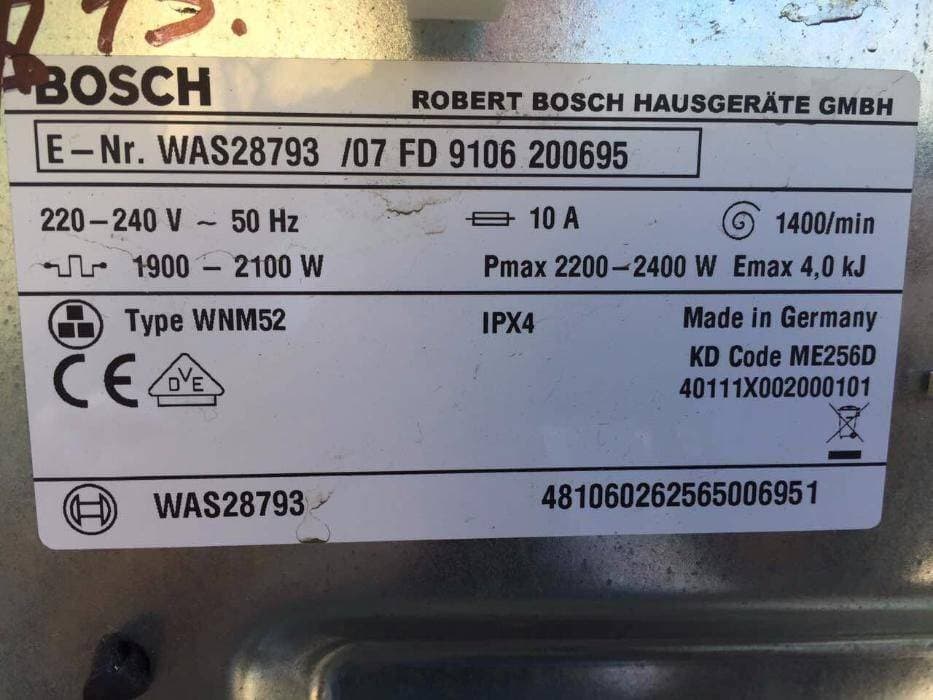 13.
BOSCH
ROBERT BOSCH HAUSGERÄTE GMBH
E-Nr. WAS28793 /07 FD 9106 200695
220-240 V ~ 50 Hz 10 A 1400/min
1900 - 2100 W Pmax 2200-2400 W Emax 4,0 kJ
Type WNM52 IPX4 Made in Germany
KD Code ME256D
CE DVE 40111X002000101
WAS28793 481060262565006951